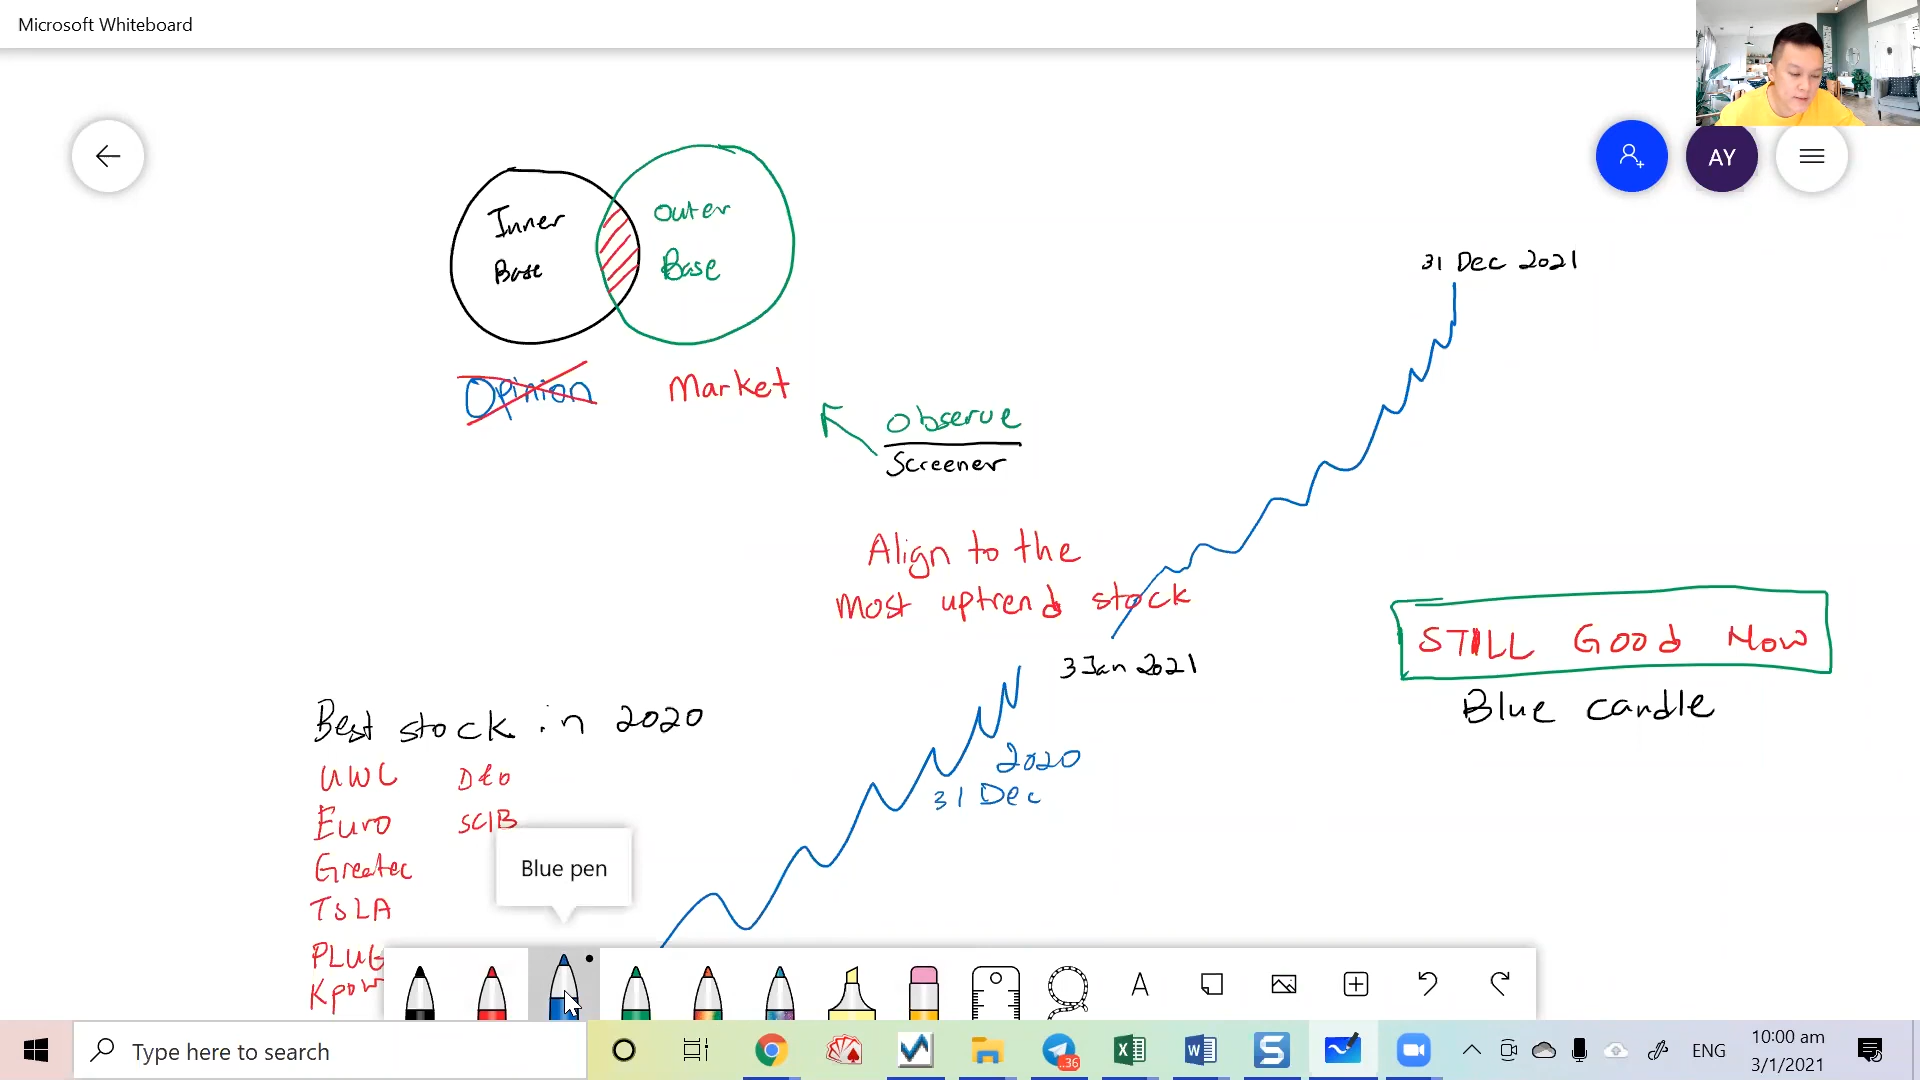 Microsoft Whiteboard
AY
Inner
Base
outer
Base
Opinion
Market
Observe
Screener
31 Dec 2021
Align to the
most uptrend stock
3 Jan 2021
STILL Good Now
Blue candle
Best stock in 2020
UWC
Euro
Greatec
TSLA
PLUG
Kpow
D&O
SCIB
2020
31 Dec
Blue pen
A
Type here to search
36
ENG
10:00 am
3/1/2021